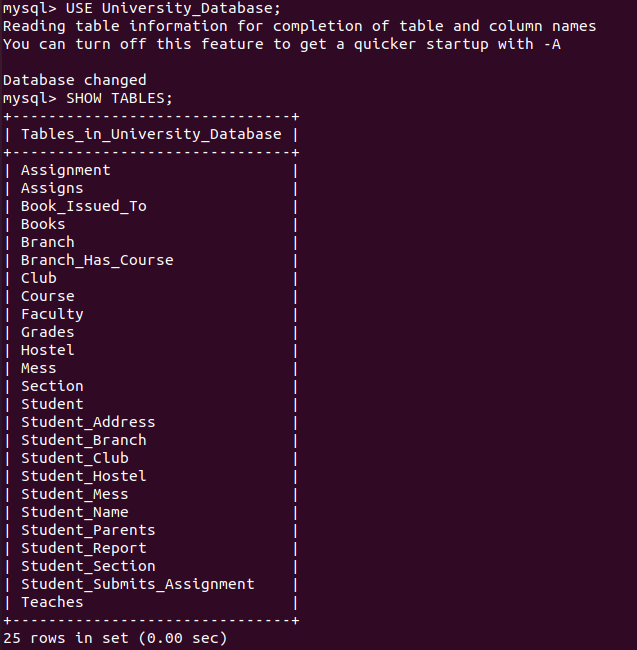 mysql> USE University_Database;
Reading table information for completion of table and column names
You can turn off this feature to get a quicker startup with -A

Database changed
mysql> SHOW TABLES;
+-------------------------------+
| Tables_in_University_Database |
+-------------------------------+
| Assignment                    |
| Assigns                       |
| Book_Issued_To                |
| Books                         |
| Branch                        |
| Branch_Has_Course             |
| Club                          |
| Course                        |
| Faculty                       |
| Grades                        |
| Hostel                        |
| Mess                          |
| Section                       |
| Student                       |
| Student_Address               |
| Student_Branch                |
| Student_Club                  |
| Student_Hostel                |
| Student_Mess                  |
| Student_Name                  |
| Student_Parents               |
| Student_Report                |
| Student_Section               |
| Student_Submits_Assignment    |
| Teaches                       |
+-------------------------------+
25 rows in set (0.00 sec)